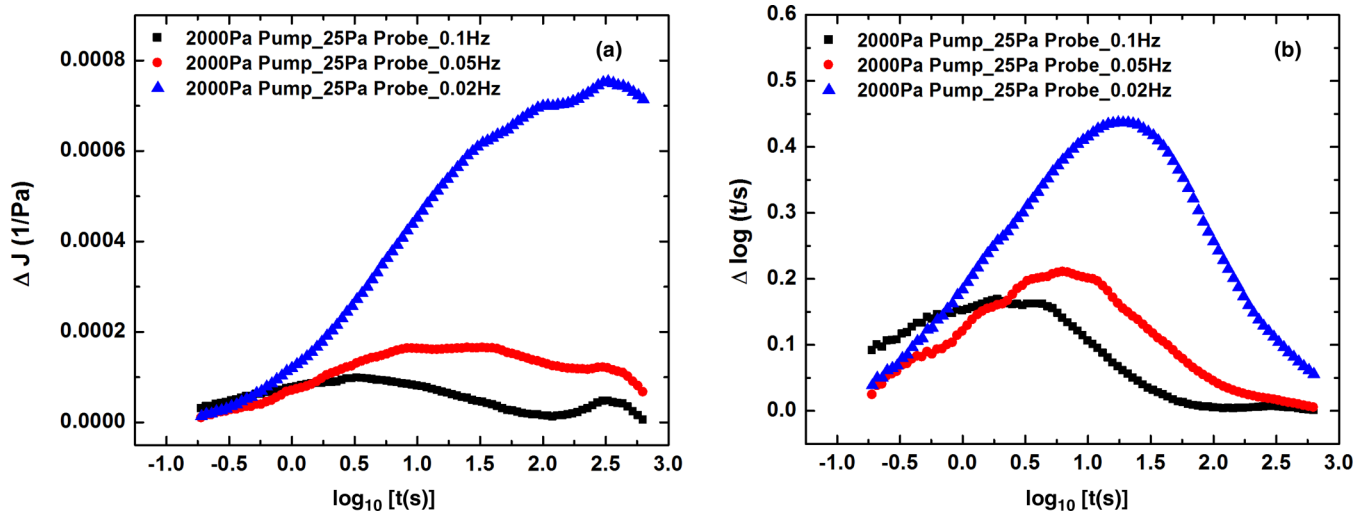 (a)
2000Pa Pump_25Pa Probe_0.1Hz
2000Pa Pump_25Pa Probe_0.05Hz
2000Pa Pump_25Pa Probe_0.02Hz
0.0008
0.0006
0.0004
0.0002
0.0000
Δ J (1/Pa)
-1.0 -0.5 0.0 0.5 1.0 1.5 2.0 2.5 3.0
log₁₀ [t(s)]
(b)
2000Pa Pump_25Pa Probe_0.1Hz
2000Pa Pump_25Pa Probe_0.05Hz
2000Pa Pump_25Pa Probe_0.02Hz
0.6
0.5
0.4
0.3
0.2
0.1
0.0
Δ log (t/s)
-1.0 -0.5 0.0 0.5 1.0 1.5 2.0 2.5 3.0
log₁₀ [t(s)]